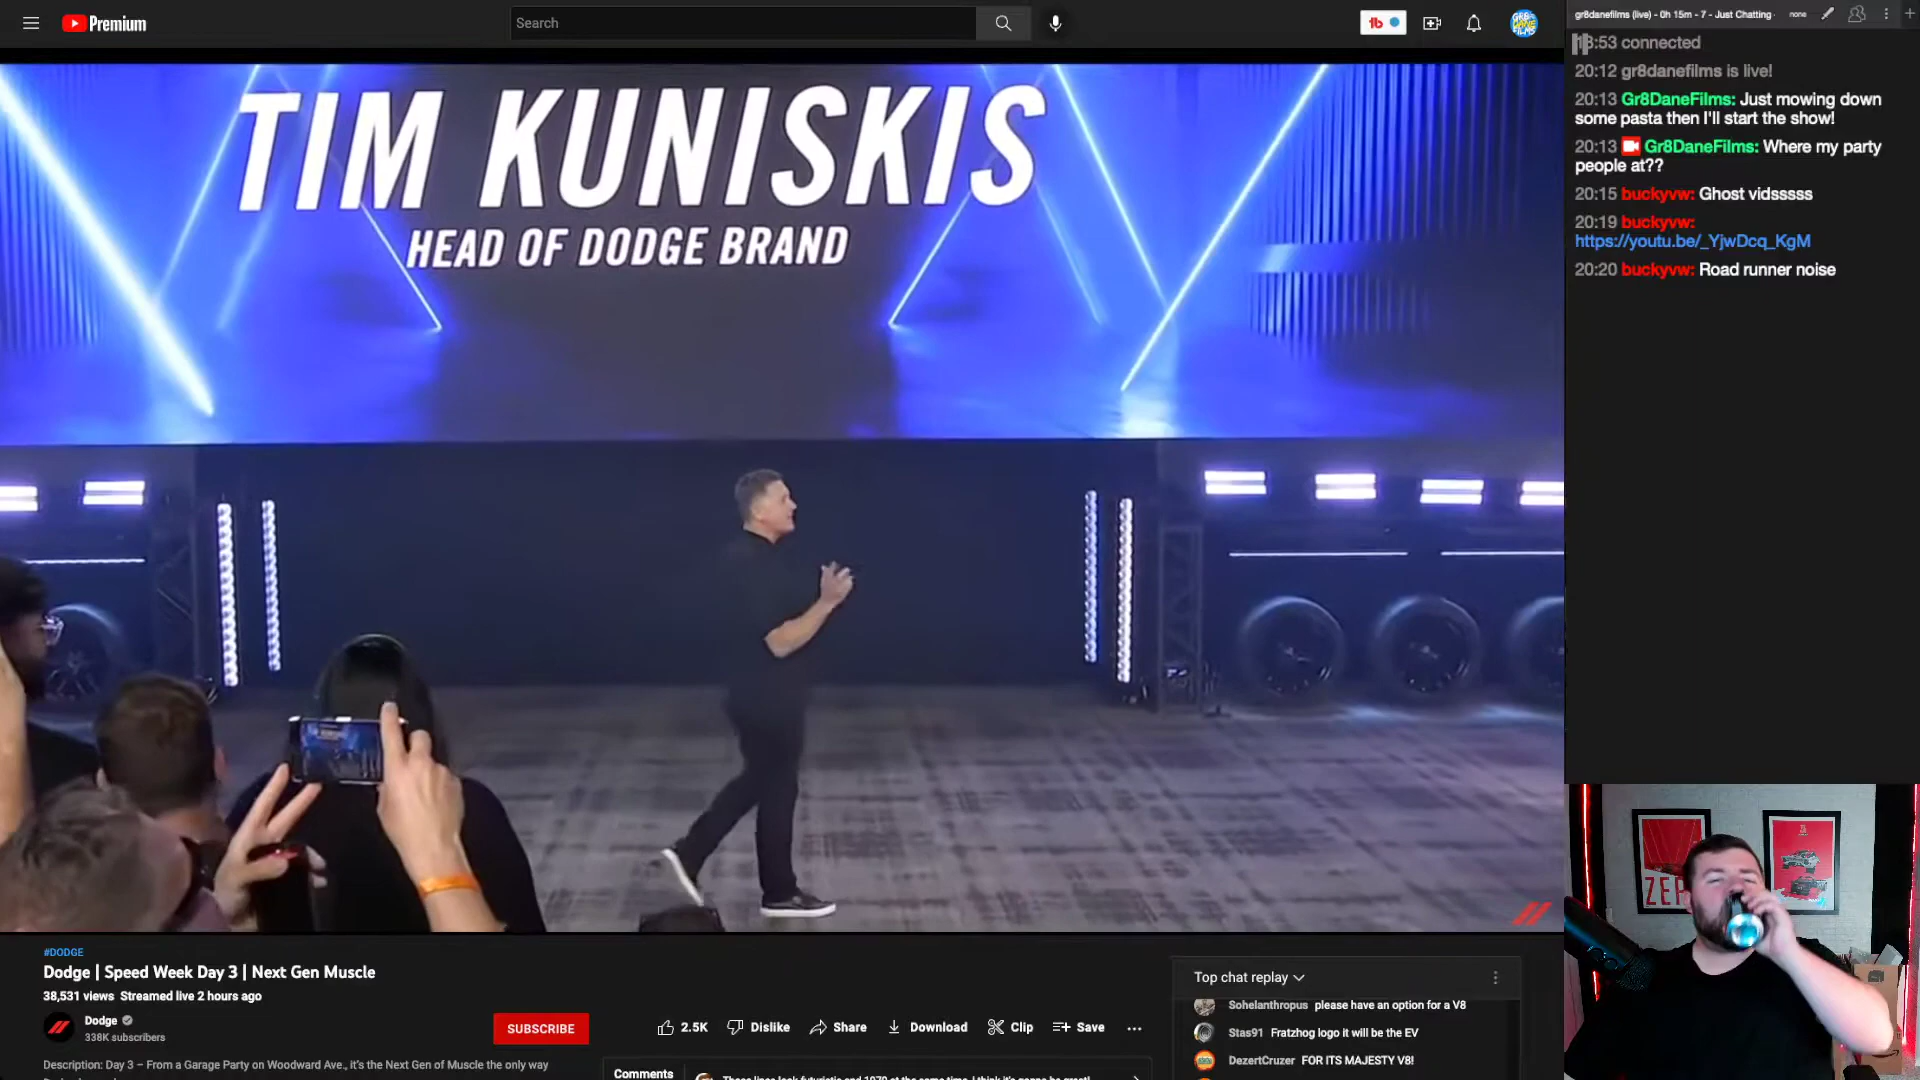 Premium
Search
TIM KUNISKIS
HEAD OF DODGE BRAND
#DODGE
Dodge | Speed Week Day 3 | Next Gen Muscle
38,531 views Streamed live 2 hours ago
Dodge
338K subscribers
SUBSCRIBE
2.5K
Dislike
Share
Download
Clip
Save
Description: Day 3 – From a Garage Party on Woodward Ave., it's the Next Gen of Muscle the only way
Comments
Top chat replay
Sohelanthropus please have an option for a V8
Stas91 Fratzhog logo it will be the EV
DezertCruzer FOR ITS MAJESTY V8!
gr8danefilms (live) - 0h 15m - 7 - Just Chatting
none
:53 connected
20:12 gr8danefilms is live!
20:13 Gr8DaneFilms: Just mowing down
some pasta then I'll start the show!
20:13 Gr8DaneFilms: Where my party
people at??
20:15 buckyvw: Ghost vidsssss
20:19 buckyvw:
https://youtu.be/_YjwDcq_KgM
20:20 buckyvw: Road runner noise
ZER